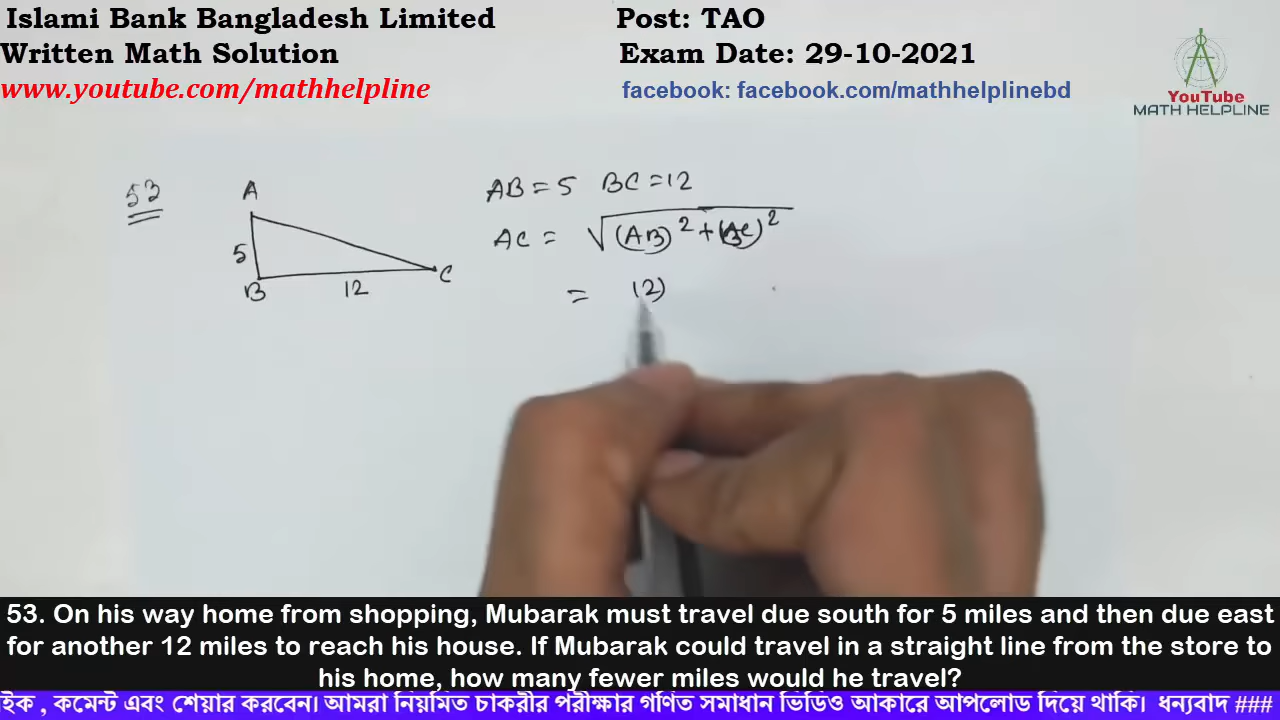 Islami Bank Bangladesh Limited
Post: TAO
Written Math Solution
Exam Date: 29-10-2021
www.youtube.com/mathhelpline
facebook: facebook.com/mathhelplinebd
YouTube
MATH HELPLINE
53
A
AB = 5 BC = 12
5
AC = √(AB)² + (BC)²
B
12
C
= 12)
53. On his way home from shopping, Mubarak must travel due south for 5 miles and then due east
for another 12 miles to reach his house. If Mubarak could travel in a straight line from the store to
his home, how many fewer miles would he travel?
ইক , কমেন্ট এবং শেয়ার করবেন। আমরা নিয়মিত চাকরীর পরীক্ষার গণিত সমাধান ভিডিও আকারে আপলোড দিয়ে থাকি। ধন্যবাদ ###